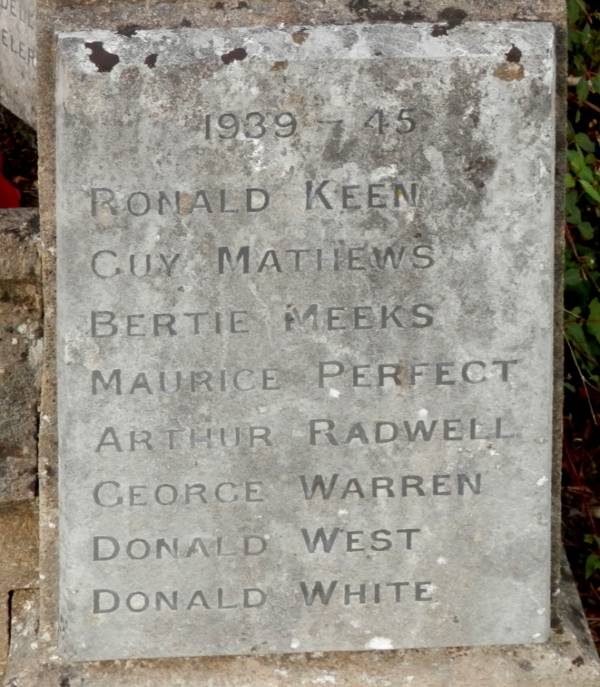 1939 - 45
RONALD KEEN
GUY MATHEWS
BERTIE MEEKS
MAURICE PERFECT
ARTHUR RADWELL
GEORGE WARREN
DONALD WEST
DONALD WHITE